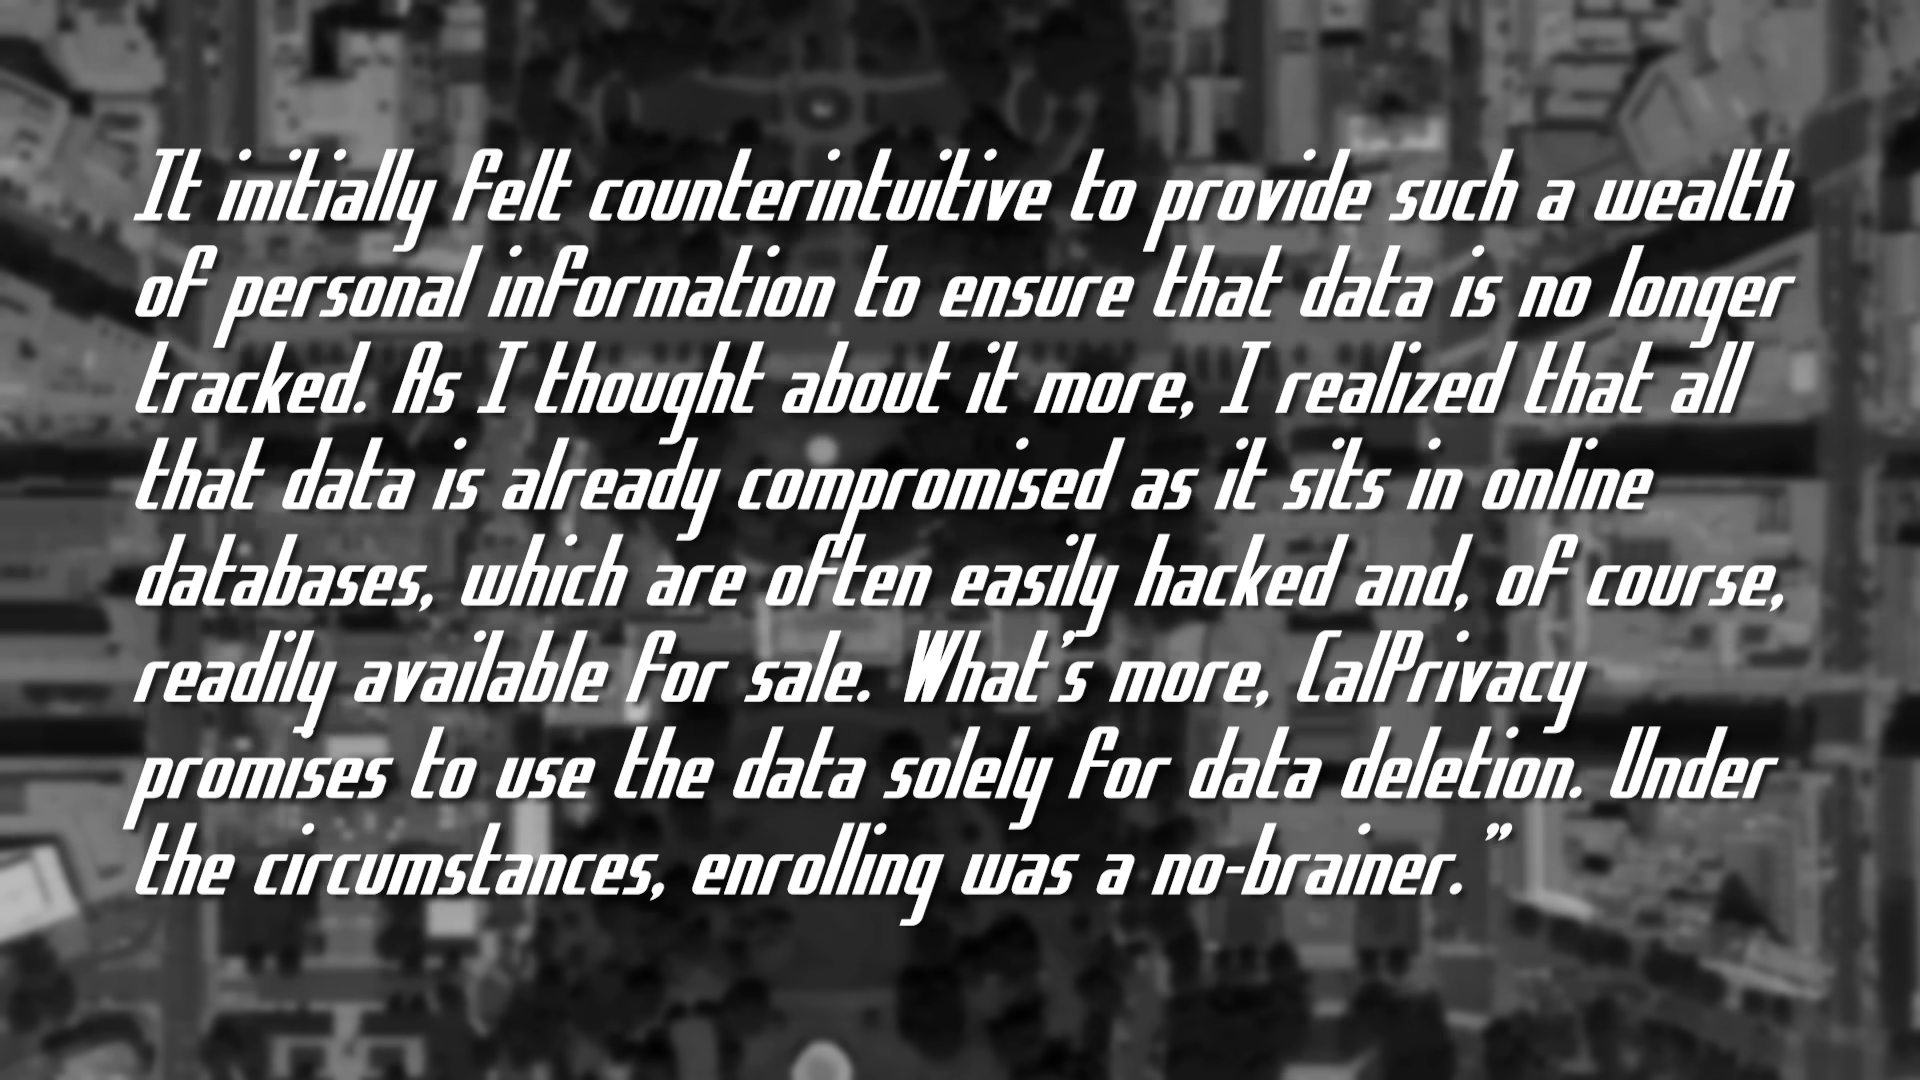 It initially felt counterintuitive to provide such a wealth
of personal information to ensure that data is no longer
tracked. As I thought about it more, I realized that all
that data is already compromised as it sits in online
databases, which are often easily hacked and, of course,
readily available for sale. What's more, CalPrivacy
promises to use the data solely for data deletion. Under
the circumstances, enrolling was a no-brainer.”